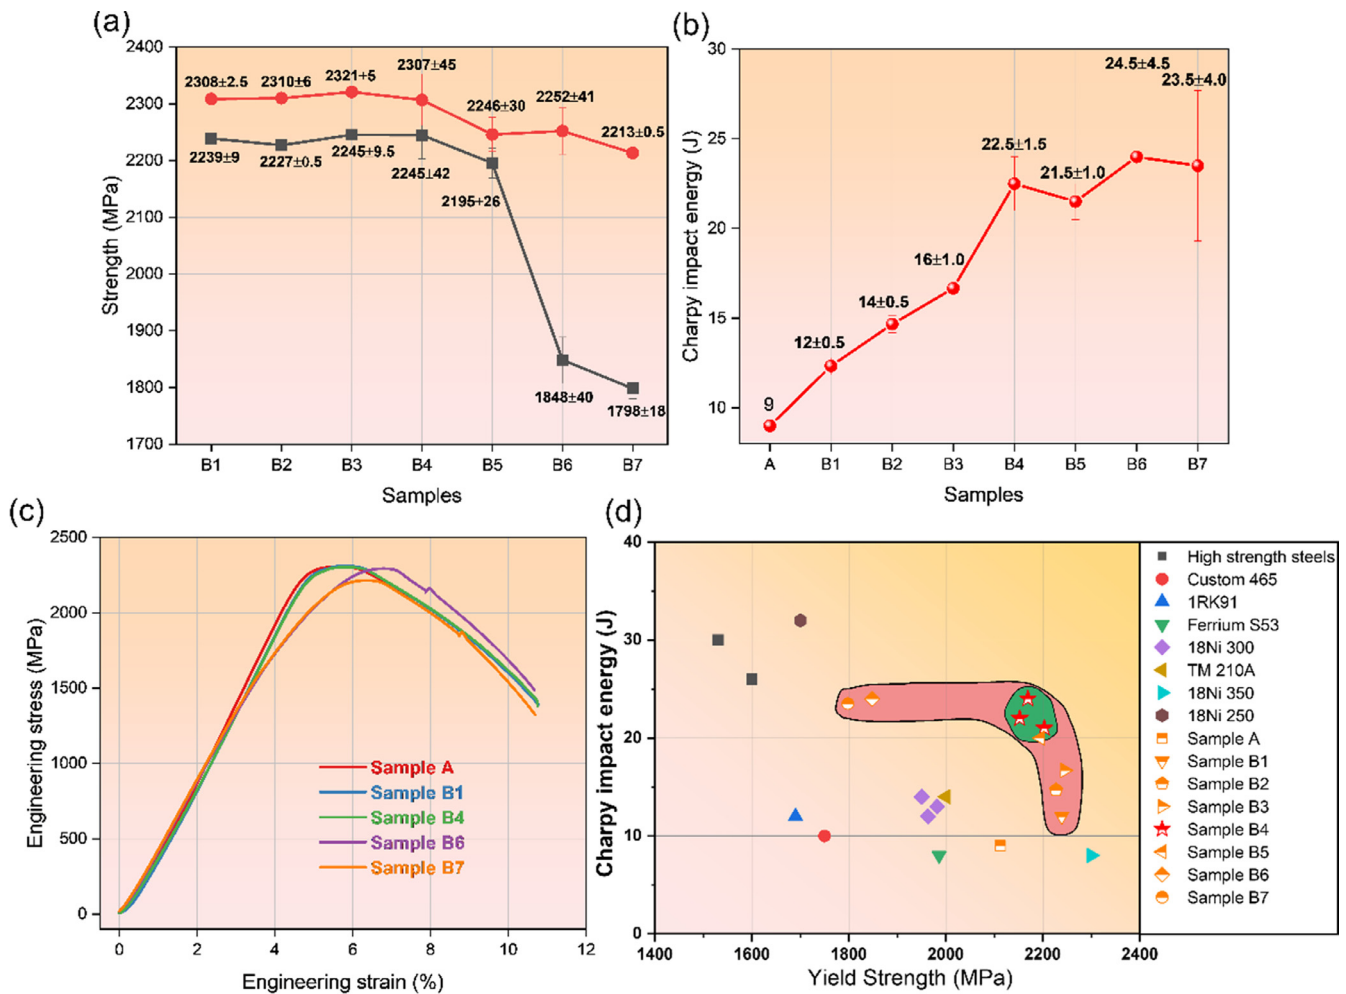 (a)
2400
2300
2200
2100
2000
1900
1800
1700
Strength (MPa)
2308±2.5
2310±6
2321+5
2307±45
2246±30
2252±41
2213±0.5
2239±9
2227±0.5
2245+9.5
2245±42
2195+26
1848±40
1798±18
B1 B2 B3 B4 B5 B6 B7
Samples
(b)
30
25
20
15
10
Charpy impact energy (J)
9
12±0.5
14±0.5
16±1.0
22.5±1.5
21.5±1.0
24.5±4.5
23.5±4.0
A B1 B2 B3 B4 B5 B6 B7
Samples
(c)
2500
2000
1500
1000
500
0
Engineering stress (MPa)
Sample A
Sample B1
Sample B4
Sample B6
Sample B7
0 2 4 6 8 10 12
Engineering strain (%)
(d)
40
30
20
10
0
Charpy impact energy (J)
1400 1600 1800 2000 2200 2400
Yield Strength (MPa)
High strength steels
Custom 465
1RK91
Ferrium S53
18Ni 300
TM 210A
18Ni 350
18Ni 250
Sample A
Sample B1
Sample B2
Sample B3
Sample B4
Sample B5
Sample B6
Sample B7